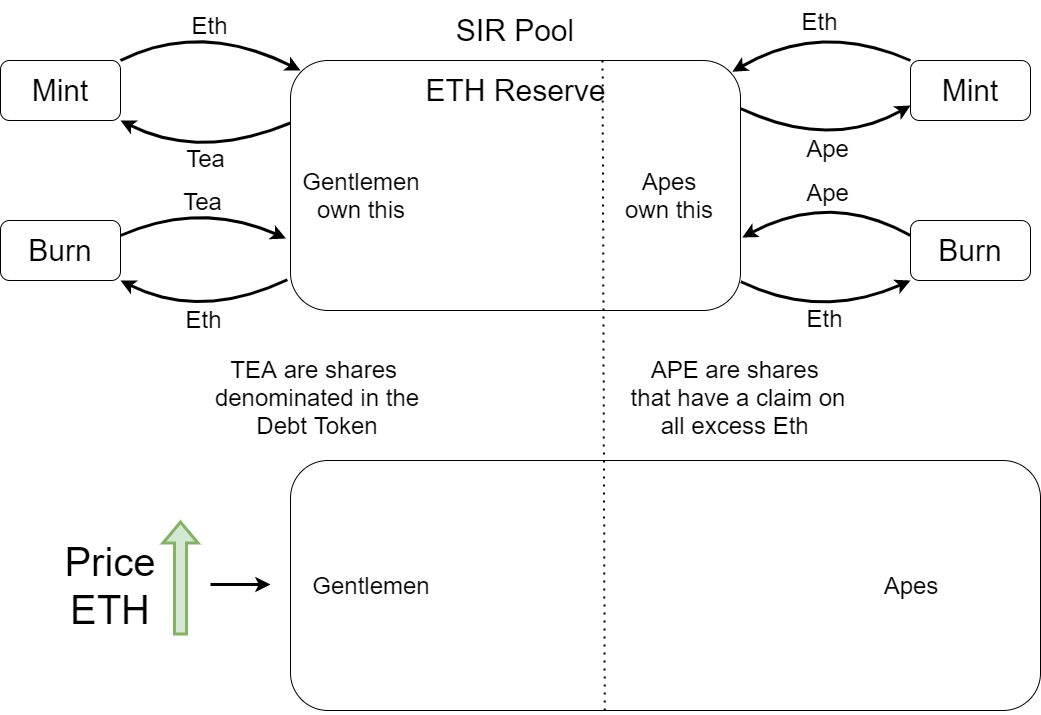 SIR Pool
Eth
Mint
Tea
Tea
Burn
Eth
ETH Reserve
Gentlemen
own this
Apes
own this
Eth
Mint
Ape
Ape
Burn
Eth
TEA are shares
denominated in the
Debt Token
APE are shares
that have a claim on
all excess Eth
Price
ETH
Gentlemen
Apes